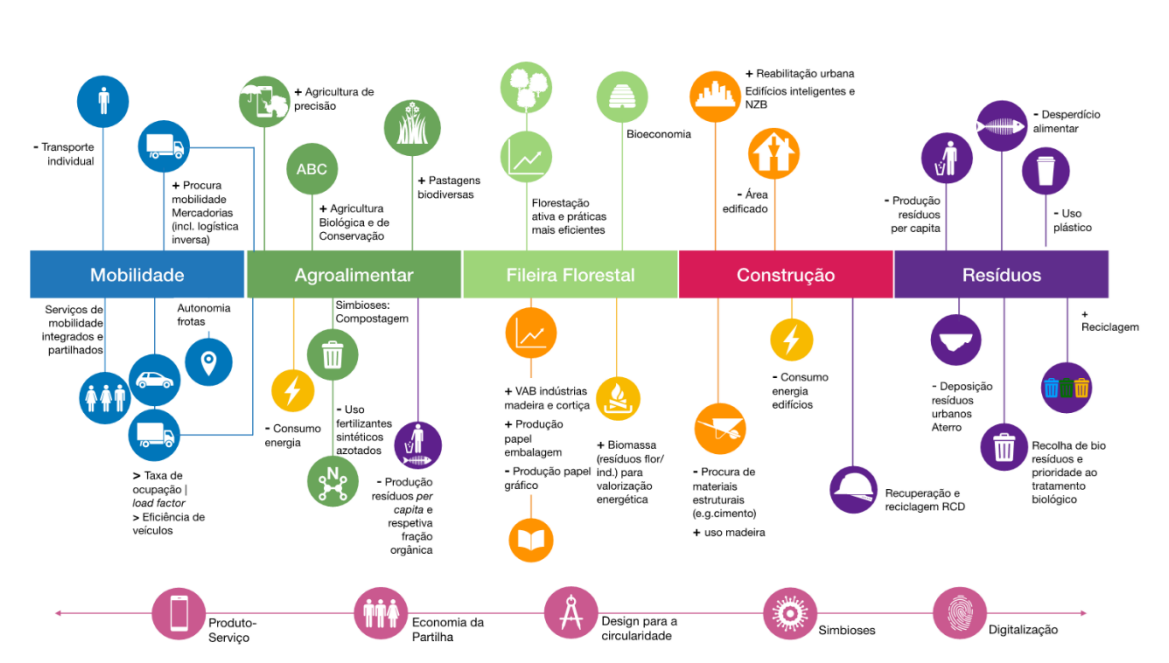 - Transporte
individual
+ Procura
mobilidade
Mercadorias
(incl. logística
inversa)
+ Agricultura de
precisão
ABC
+ Agricultura
Biológica e de
Conservação
+ Pastagens
biodiversas
Florestação
ativa e práticas
mais eficientes
Bioeconomia
+ Reabilitação urbana
Edifícios inteligentes e
NZB
- Área
edificado
- Produção
resíduos
per capita
- Desperdício
alimentar
- Uso
plástico
Mobilidade
Agroalimentar
Fileira Florestal
Construção
Resíduos
Serviços de
mobilidade
integrados e
partilhados
Autonomia
frotas
> Taxa de
ocupação |
load factor
> Eficiência de
veículos
- Consumo
energia
Simbioses:
Compostagem
- Uso
fertilizantes
sintéticos
azotados
N
- Produção
resíduos per
capita e
respetiva
fração
orgânica
+ VAB indústrias
madeira e cortiça
+ Produção
papel
embalagem
- Produção papel
gráfico
+ Biomassa
(resíduos flor/
ind.) para
valorização
energética
- Procura de
materiais
estruturais
(e.g.cimento)
+ uso madeira
- Consumo
energia
edifícios
Recuperação e
reciclagem RCD
- Deposição
resíduos
urbanos
Aterro
Recolha de bio
resíduos e
prioridade ao
tratamento
biológico
+
Reciclagem
Produto-
Serviço
Economia da
Partilha
Design para a
circularidade
Simbioses
Digitalização